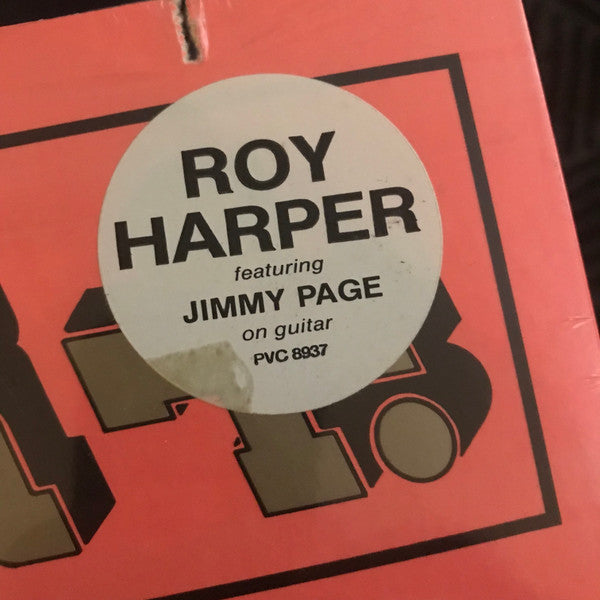 ROY
HARPER
featuring
JIMMY PAGE
on guitar
PVC 8937